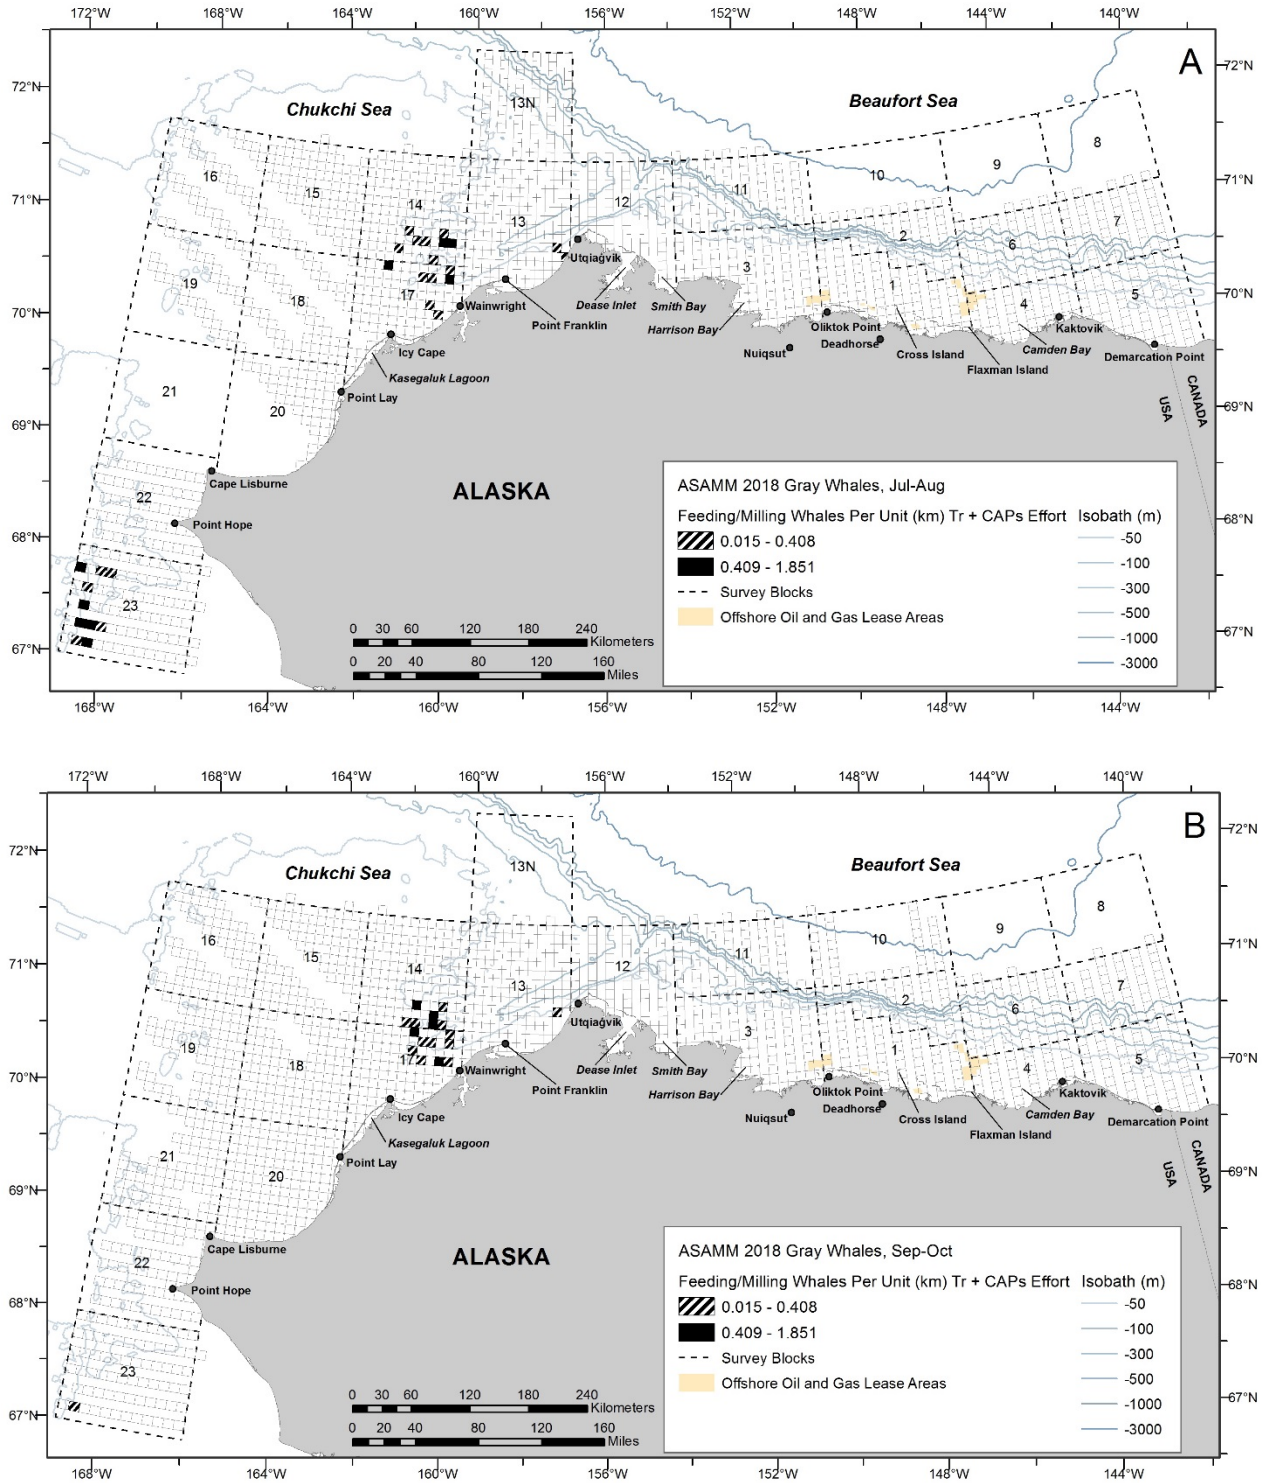 172°W 168°W 164°W 160°W 156°W 152°W 148°W 144°W 140°W
A
Chukchi Sea
Beaufort Sea
72°N
72°N
71°N
71°N
70°N
70°N
69°N
69°N
68°N
68°N
67°N
67°N
13N
8
9
10
16
15
14
13
12
11
7
2
6
3
1
4
5
19
18
17
21
20
22
23
Utqiaġvik
Dease Inlet
Smith Bay
Harrison Bay
Wainwright
Point Franklin
Icy Cape
Kasegaluk Lagoon
Point Lay
Cape Lisburne
Point Hope
Oliktok Point
Nuiqsut
Deadhorse
Cross Island
Flaxman Island
Camden Bay
Kaktovik
Demarcation Point
USA
CANADA
ALASKA
ASAMM 2018 Gray Whales, Jul-Aug
Feeding/Milling Whales Per Unit (km) Tr + CAPs Effort
0.015 - 0.408
0.409 - 1.851
Survey Blocks
Offshore Oil and Gas Lease Areas
Isobath (m)
-50
-100
-300
-500
-1000
-3000
0 30 60 120 180 240
Kilometers
0 20 40 80 120 160
Miles
168°W 164°W 160°W 156°W 152°W 148°W 144°W
172°W 168°W 164°W 160°W 156°W 152°W 148°W 144°W 140°W
B
Chukchi Sea
Beaufort Sea
72°N
72°N
71°N
71°N
70°N
70°N
69°N
69°N
68°N
68°N
67°N
67°N
13N
8
9
10
16
15
14
13
12
11
7
2
6
3
1
4
5
19
18
17
21
20
22
23
Utqiaġvik
Dease Inlet
Smith Bay
Harrison Bay
Wainwright
Point Franklin
Icy Cape
Kasegaluk Lagoon
Point Lay
Cape Lisburne
Point Hope
Oliktok Point
Nuiqsut
Deadhorse
Cross Island
Flaxman Island
Camden Bay
Kaktovik
Demarcation Point
USA
CANADA
ALASKA
ASAMM 2018 Gray Whales, Sep-Oct
Feeding/Milling Whales Per Unit (km) Tr + CAPs Effort
0.015 - 0.408
0.409 - 1.851
Survey Blocks
Offshore Oil and Gas Lease Areas
Isobath (m)
-50
-100
-300
-500
-1000
-3000
0 30 60 120 180 240
Kilometers
0 20 40 80 120 160
Miles
168°W 164°W 160°W 156°W 152°W 148°W 144°W